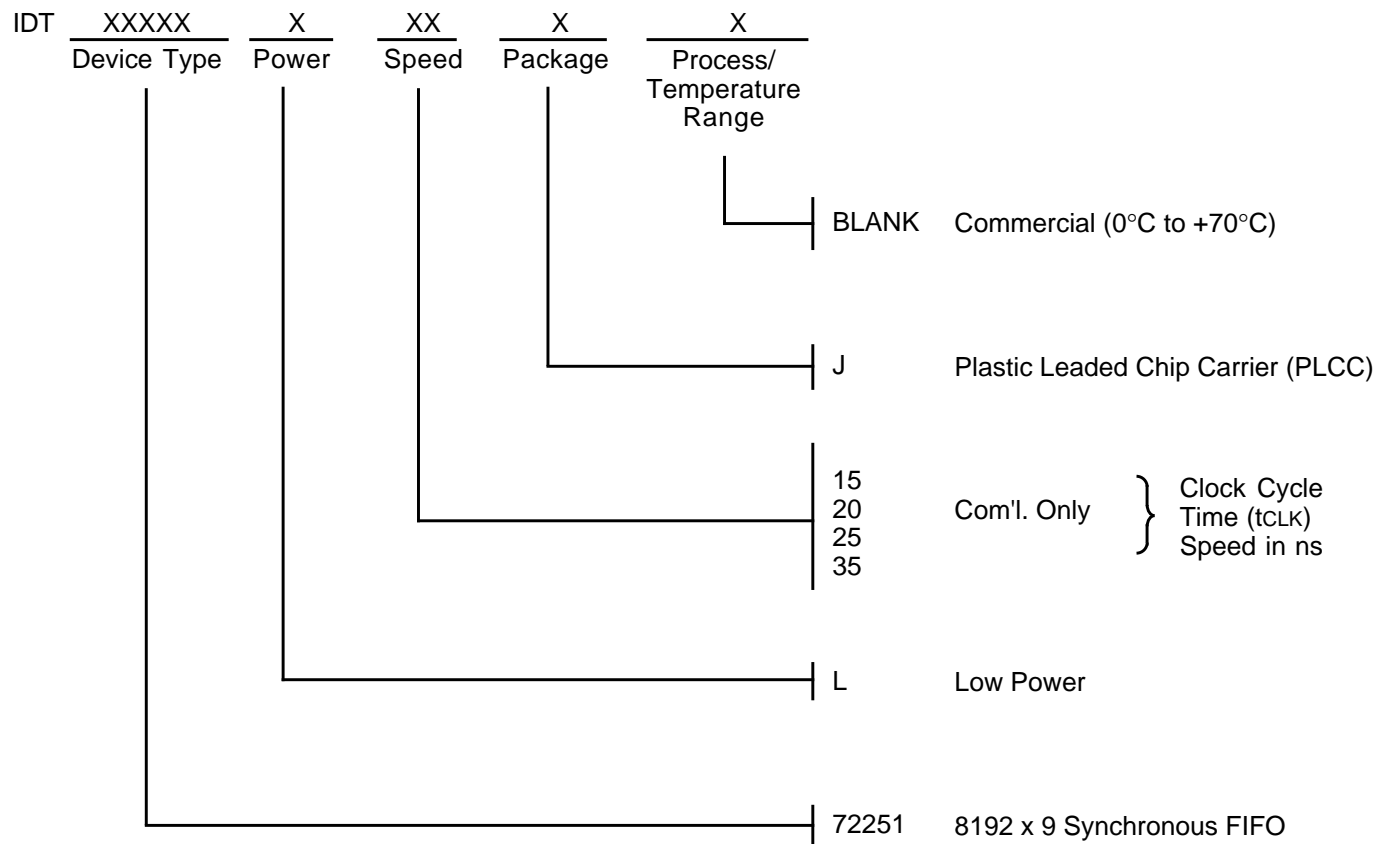 IDT XXXXX X XX X X
Device Type Power Speed Package Process/
Temperature
Range
BLANK Commercial (0°C to +70°C)
J Plastic Leaded Chip Carrier (PLCC)
15
20
25
35
Com'l. Only
Clock Cycle
Time (tCLK)
Speed in ns
L Low Power
72251 8192 x 9 Synchronous FIFO